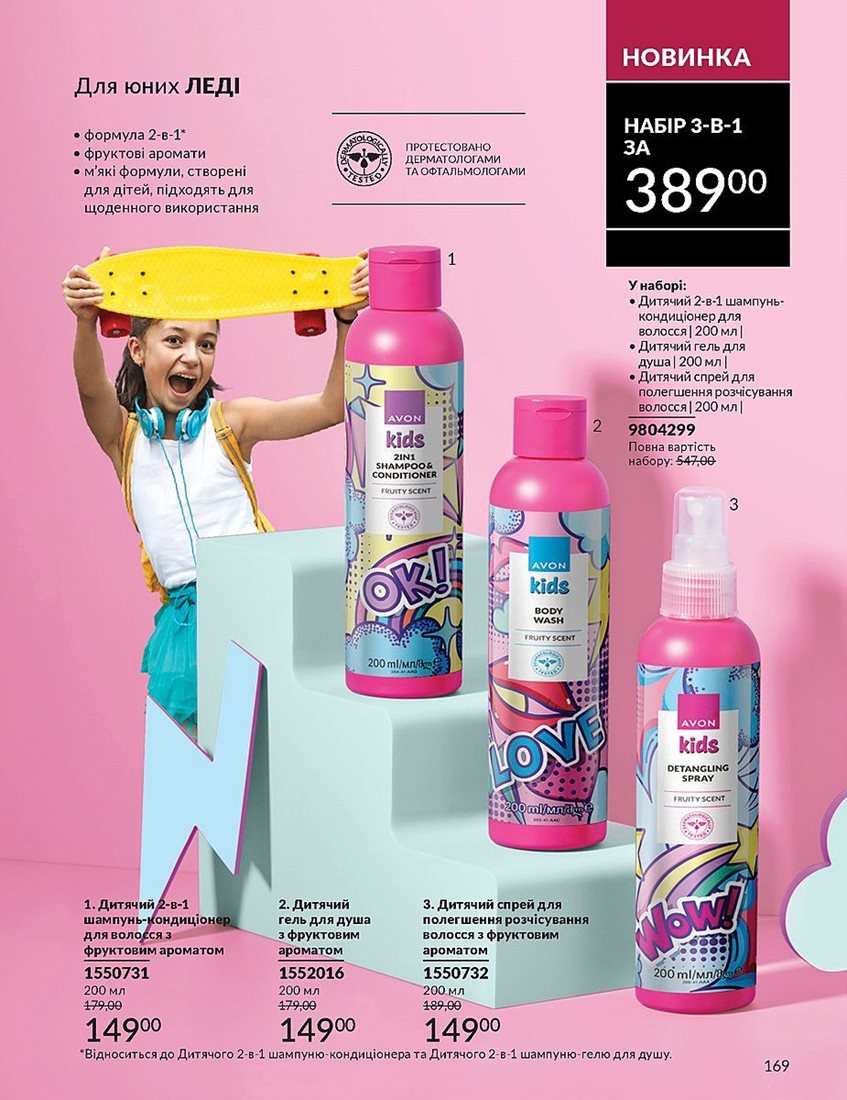 НОВИНКА
Для юних ЛЕДІ
• формула 2-в-1*
• фруктові аромати
• м'які формули, створені
для дітей, підходять для
щоденного використання
DERMATOLOGICALLY
TESTED
ПРОТЕСТОВАНО
ДЕРМАТОЛОГАМИ
ТА ОФТАЛЬМОЛОГАМИ
НАБІР 3-В-1
ЗА
38900
У наборі:
• Дитячий 2-в-1 шампунь-
кондиціонер для
волосся | 200 мл |
• Дитячий гель для
душа | 200 мл |
• Дитячий спрей для
полегшення розчісування
волосся | 200 мл |
9804299
Повна вартість
набору: 547,00
1
AVON
kids
2IN1
SHAMPOO &
CONDITIONER
FRUITY SCENT
OK!
2
AVON
kids
BODY
WASH
FRUITY SCENT
LOVE
3
AVON
kids
DETANGLING
SPRAY
FRUITY SCENT
WOW!
1. Дитячий 2-в-1
шампунь-кондиціонер
для волосся з
фруктовим ароматом
1550731
200 мл
179,00
14900
2. Дитячий
гель для душа
з фруктовим
ароматом
1552016
200 мл
179,00
14900
3. Дитячий спрей для
полегшення розчісування
волосся з фруктовим
ароматом
1550732
200 мл
189,00
14900
*Відноситься до Дитячого 2-в-1 шампуню-кондиціонера та Дитячого 2-в-1 шампуню-гелю для душу.
169